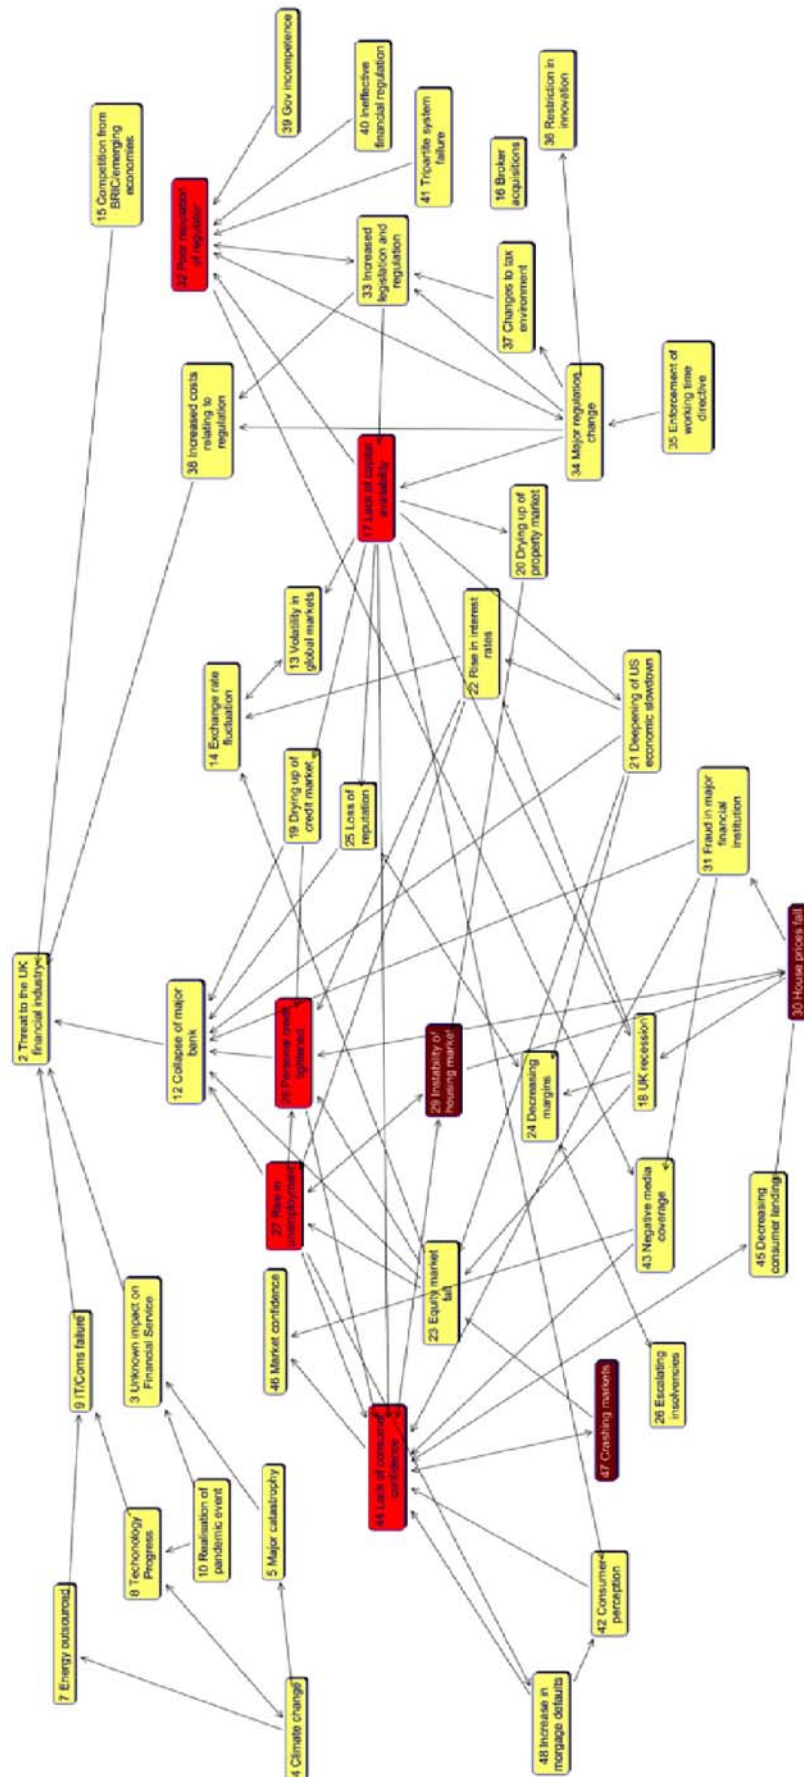 2 Threat to the UK
financial industry
15 Competition from
BRIC/emerging
economies
9 IT/Coms failure
7 Energy outsourced
3 Unknown impact on
Financial Service
8 Techonology
Progress
10 Realisation of
pandemic event
5 Major catastrophy
4 Climate change
12 Collapse of major
bank
14 Exchange rate
fluctuation
38 Increased costs
relating to
regulation
32 Poor reputation
of regulator
39 Gov incompetence
40 Ineffective
financial regulation
41 Tripartite system
failure
33 Increased
legislation and
regulation
13 Volatility in
global markets
19 Drying up of
credit market
25 Loss of
reputation
17 Lack of capital
availability
Personal credit
tightened
27 Rise in
unemployment
46 Market confidence
44 Lack of consumer
confidence
23 Equity market
fall
29 Instability of
housing market
22 Rise in interest
rates
20 Drying up of
property market
37 Changes to tax
environment
16 Broker
acquisitions
36 Restriction in
innovation
34 Major regulation
change
35 Enforcement of
working time
directive
24 Decreasing
margins
21 Deepening of US
economic slowdown
18 UK recession
31 Fraud in major
financial
institution
43 Negative media
coverage
26 Escalating
insolvencies
47 Crashing markets
42 Consumer
perception
48 Increase in
morgage defaults
45 Decreasing
consumer lending
30 House prices fall